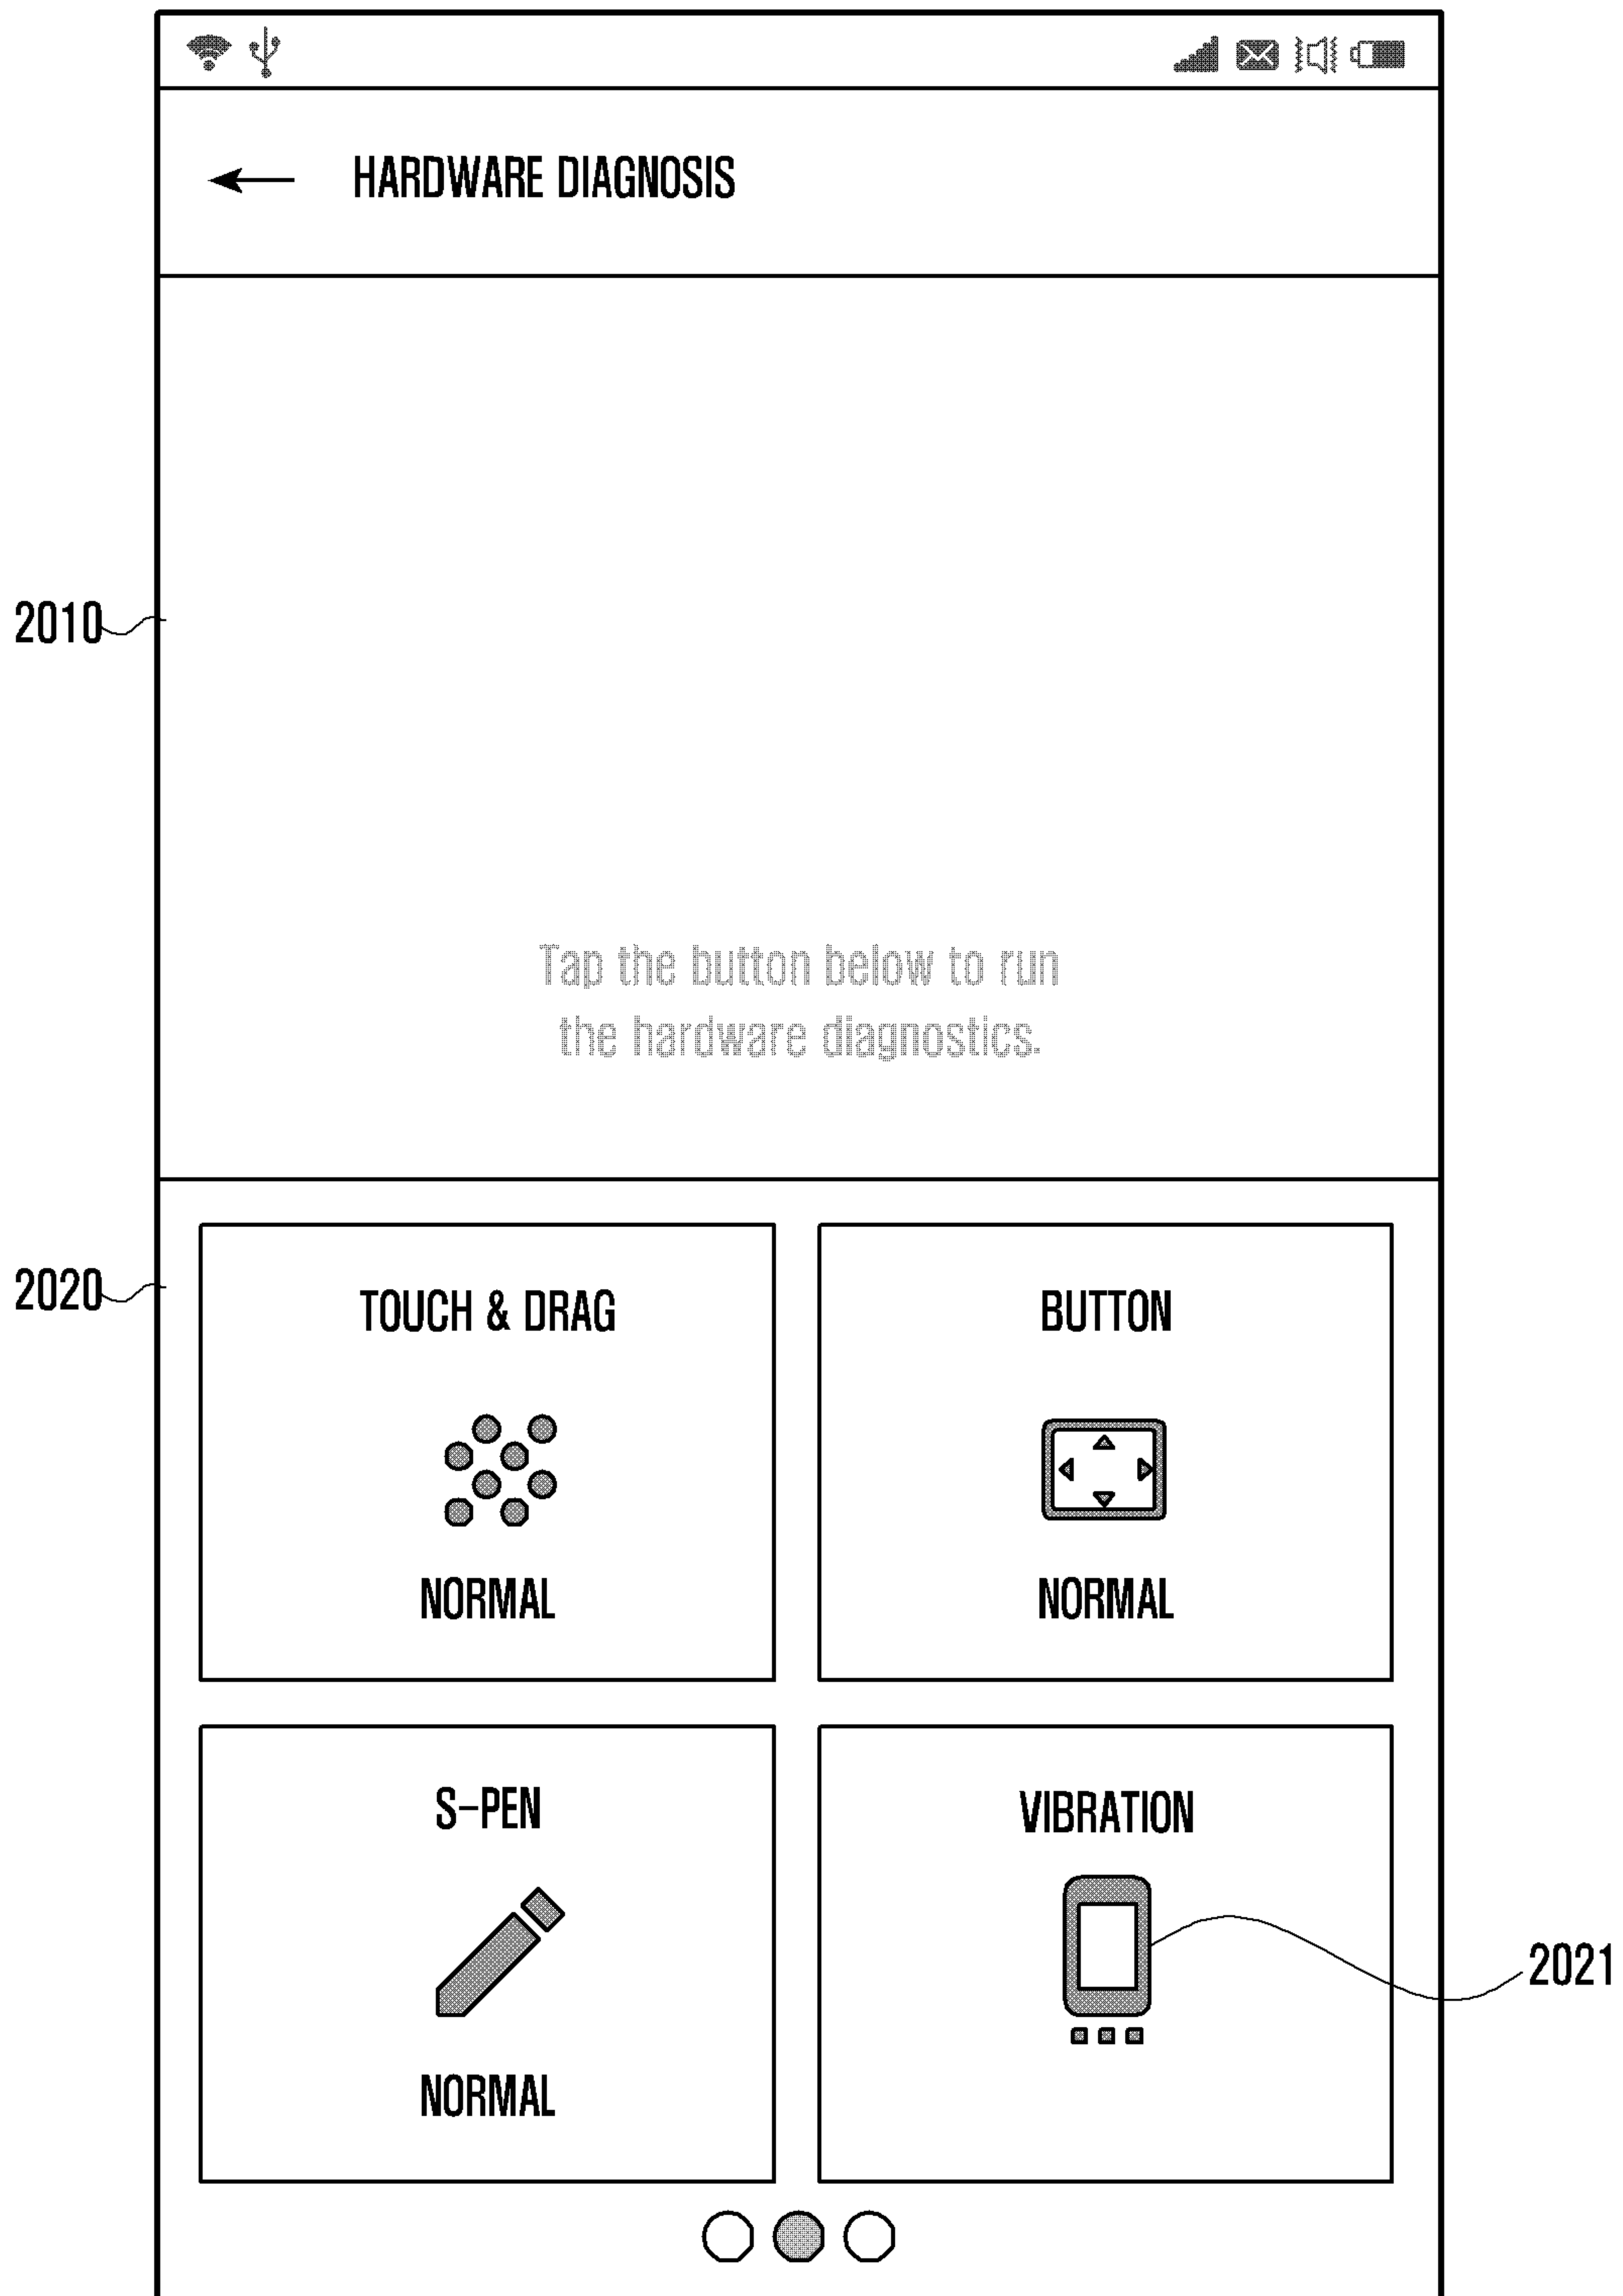 HARDWARE DIAGNOSIS
2010
Tap the button below to run
the hardware diagnostics.
2020
TOUCH & DRAG
BUTTON
NORMAL
NORMAL
S-PEN
VIBRATION
2021
NORMAL